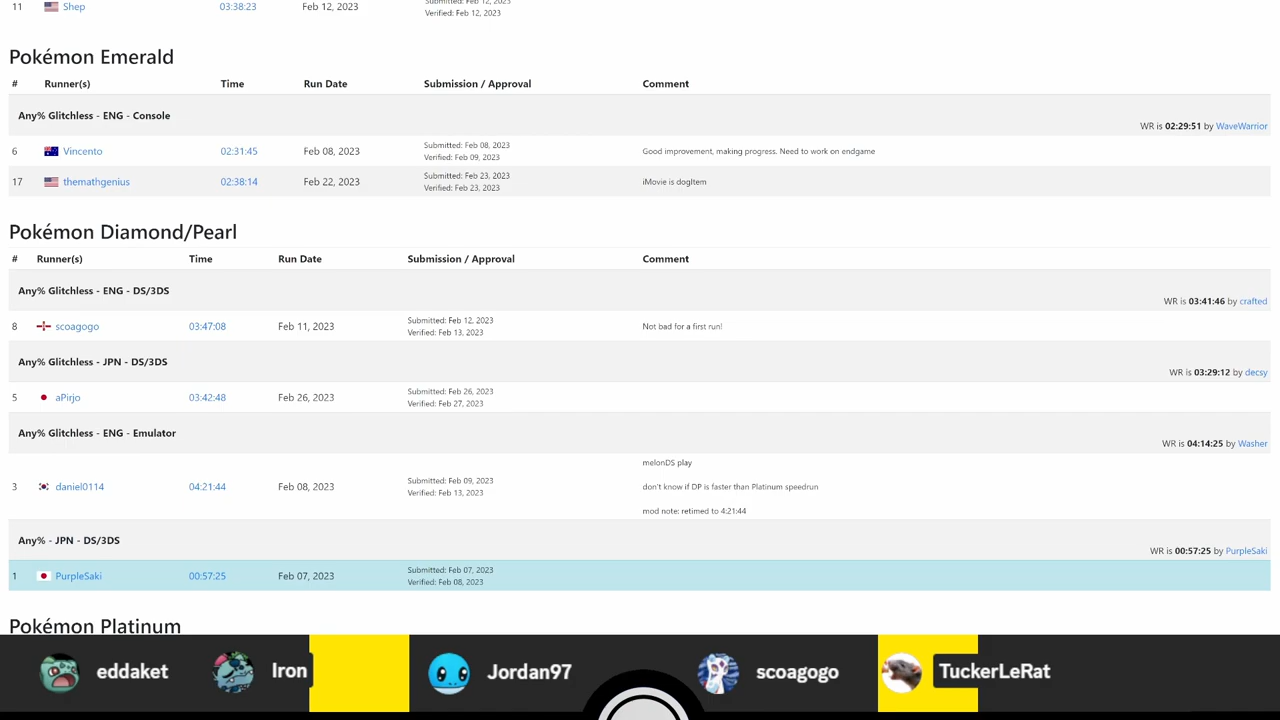 11 Shep 03:38:23 Feb 12, 2023 Submitted: Feb 12, 2023
Verified: Feb 12, 2023
Pokémon Emerald
# Runner(s) Time Run Date Submission / Approval Comment
Any% Glitchless - ENG - Console
WR is 02:29:51 by WaveWarrior
6 Vincento 02:31:45 Feb 08, 2023 Submitted: Feb 08, 2023 Good improvement, making progress. Need to work on endgame
Verified: Feb 09, 2023
17 themathgenius 02:38:14 Feb 22, 2023 Submitted: Feb 23, 2023 iMovie is dogItem
Verified: Feb 23, 2023
Pokémon Diamond/Pearl
# Runner(s) Time Run Date Submission / Approval Comment
Any% Glitchless - ENG - DS/3DS
WR is 03:41:46 by crafted
8 scoagogo 03:47:08 Feb 11, 2023 Submitted: Feb 12, 2023 Not bad for a first run!
Verified: Feb 13, 2023
Any% Glitchless - JPN - DS/3DS
WR is 03:29:12 by decsy
5 aPirjo 03:42:48 Feb 26, 2023 Submitted: Feb 26, 2023
Verified: Feb 27, 2023
Any% Glitchless - ENG - Emulator
WR is 04:14:25 by Washer
melonDS play
3 daniel0114 04:21:44 Feb 08, 2023 Submitted: Feb 09, 2023 don't know if DP is faster than Platinum speedrun
Verified: Feb 13, 2023
mod note: retimed to 4:21:44
Any% - JPN - DS/3DS
WR is 00:57:25 by PurpleSaki
1 PurpleSaki 00:57:25 Feb 07, 2023 Submitted: Feb 07, 2023
Verified: Feb 08, 2023
Pokémon Platinum
eddaket Iron Jordan97 scoagogo TuckerLeRat